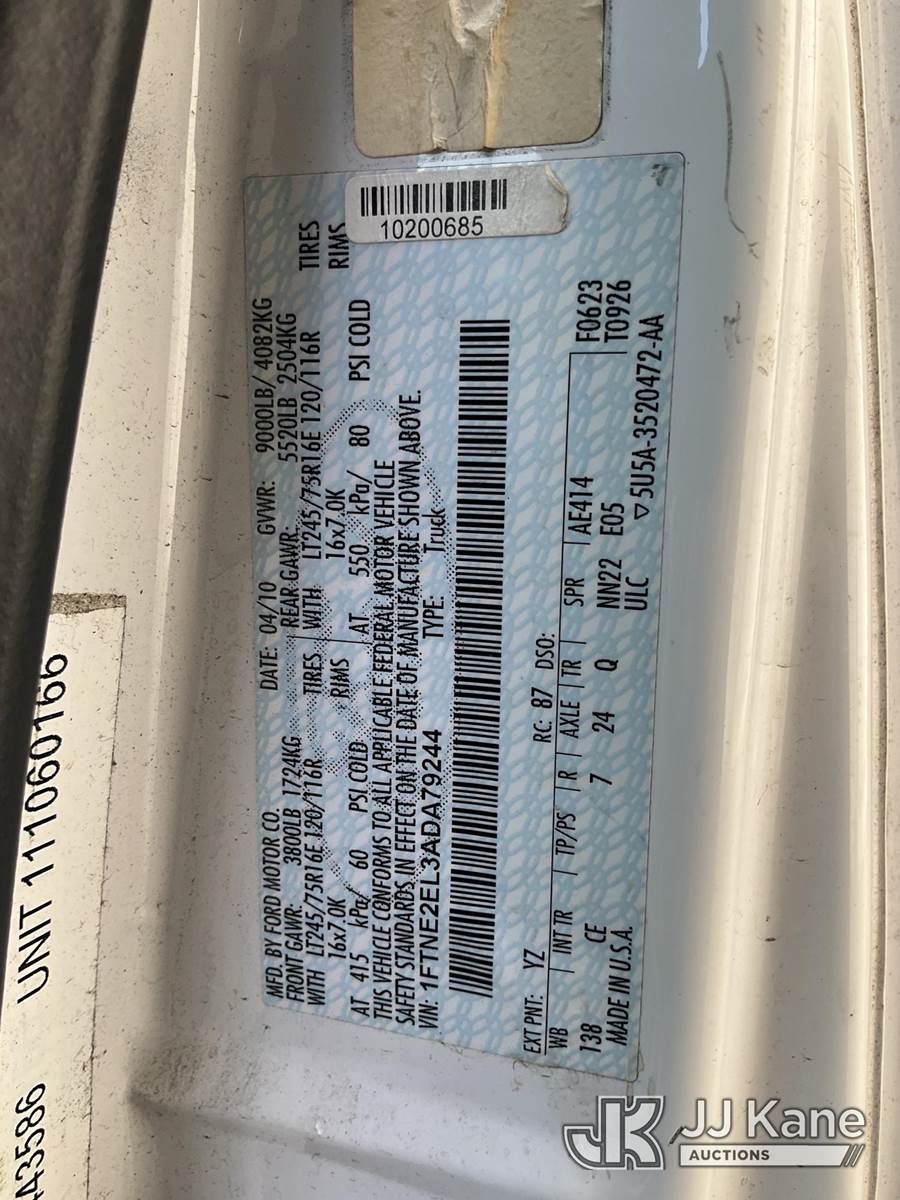 10200685
MFD. BY FORD MOTOR CO. DATE: 04/10 GVWR: 9000LB/ 4082KG
FRONT GAWR: 3800LB 1724KG REAR GAWR: 5520LB 2504KG
WITH LT245/75R16E 120/116R TIRES WITH LT245/75R16E 120/116R TIRES
16x7.0K RIMS 16x7.0K RIMS
AT 415 kPa/ 60 PSI COLD AT 550 kPa/ 80 PSI COLD
THIS VEHICLE CONFORMS TO ALL APPLICABLE FEDERAL MOTOR VEHICLE
SAFETY STANDARDS IN EFFECT ON THE DATE OF MANUFACTURE SHOWN ABOVE.
VIN: 1FTNE2EL3ADA79244 TYPE: Truck
EXT PNT: YZ RC: 87 DSO: F0623
WB INT TR TP/PS R AXLE TR SPR AE414 T0926
138 CE 7 24 Q NN22 E05
MADE IN U.S.A. ULC ▽5U5A-3520472-AA
UNIT 11060166
43586
JK JJ Kane
AUCTIONS